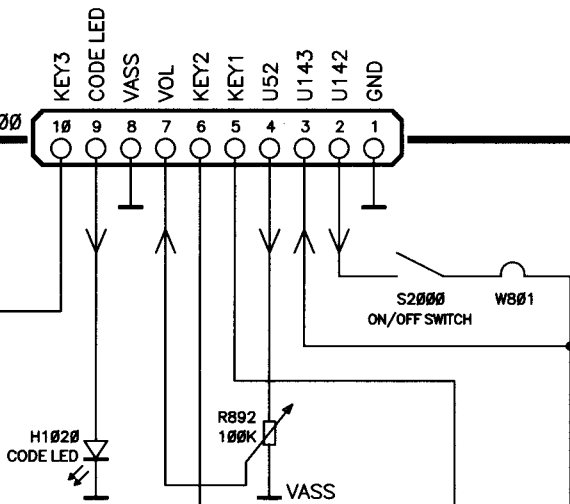 KEY3
CODE LED
VASS
VOL
KEY2
KEY1
U52
U143
U142
GND
00
10 9 8 7 6 5 4 3 2 1
S2000
ON/OFF SWITCH
W801
R892
100K
H1020
CODE LED
VASS